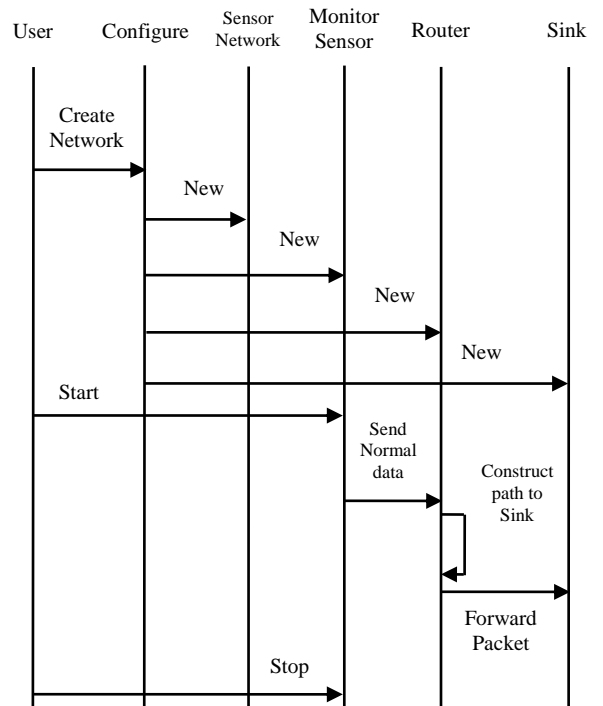 User
Configure
Sensor
Network
Monitor
Sensor
Router
Sink
Create
Network
New
New
New
New
Start
Send
Normal
data
Construct
path to
Sink
Forward
Packet
Stop